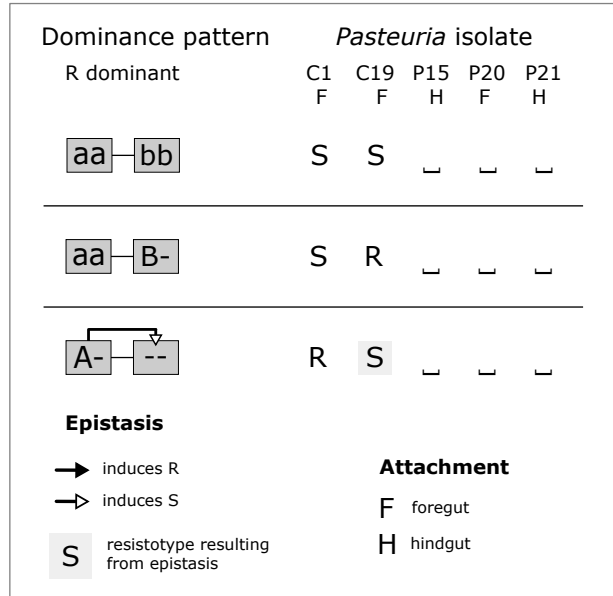 Dominance pattern Pasteuria isolate
R dominant C1 C19 P15 P20 P21
F F H F H
aa bb S S ⎵ ⎵ ⎵
aa B- S R ⎵ ⎵ ⎵
A- -- R S ⎵ ⎵ ⎵
Epistasis
induces R
induces S
S resistotype resulting
from epistasis
Attachment
F foregut
H hindgut